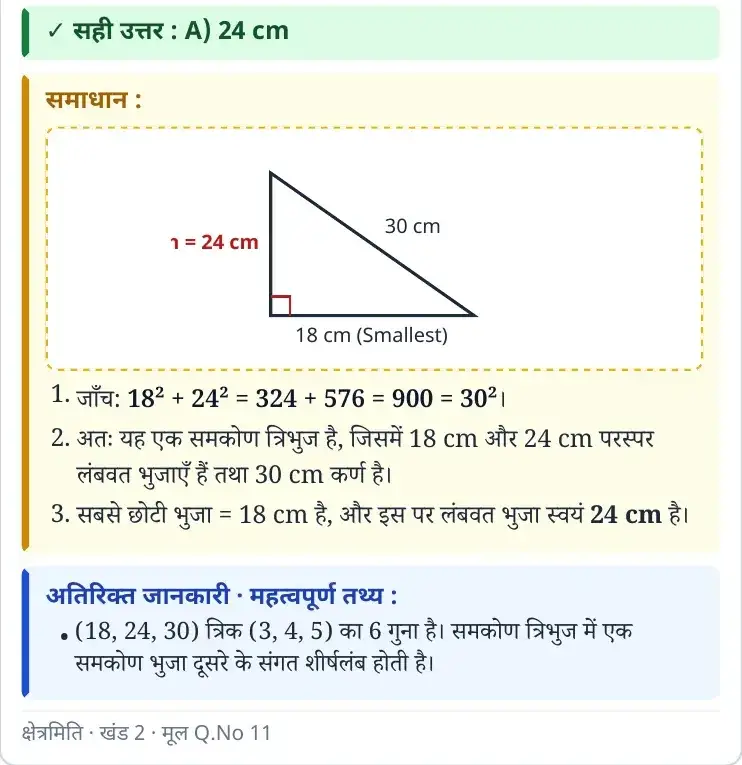 ✓ सही उत्तर : A) 24 cm
समाधान :
30 cm
= 24 cm
18 cm (Smallest)
1. जाँच: 18² + 24² = 324 + 576 = 900 = 30²।
2. अतः यह एक समकोण त्रिभुज है, जिसमें 18 cm और 24 cm परस्पर
लंबवत भुजाएँ हैं तथा 30 cm कर्ण है।
3. सबसे छोटी भुजा = 18 cm है, और इस पर लंबवत भुजा स्वयं 24 cm है।
अतिरिक्त जानकारी · महत्वपूर्ण तथ्य :
• (18, 24, 30) त्रिक (3, 4, 5) का 6 गुना है। समकोण त्रिभुज में एक
समकोण भुजा दूसरे के संगत शीर्षलंब होती है।
क्षेत्रमिति · खंड 2 · मूल Q.No 11